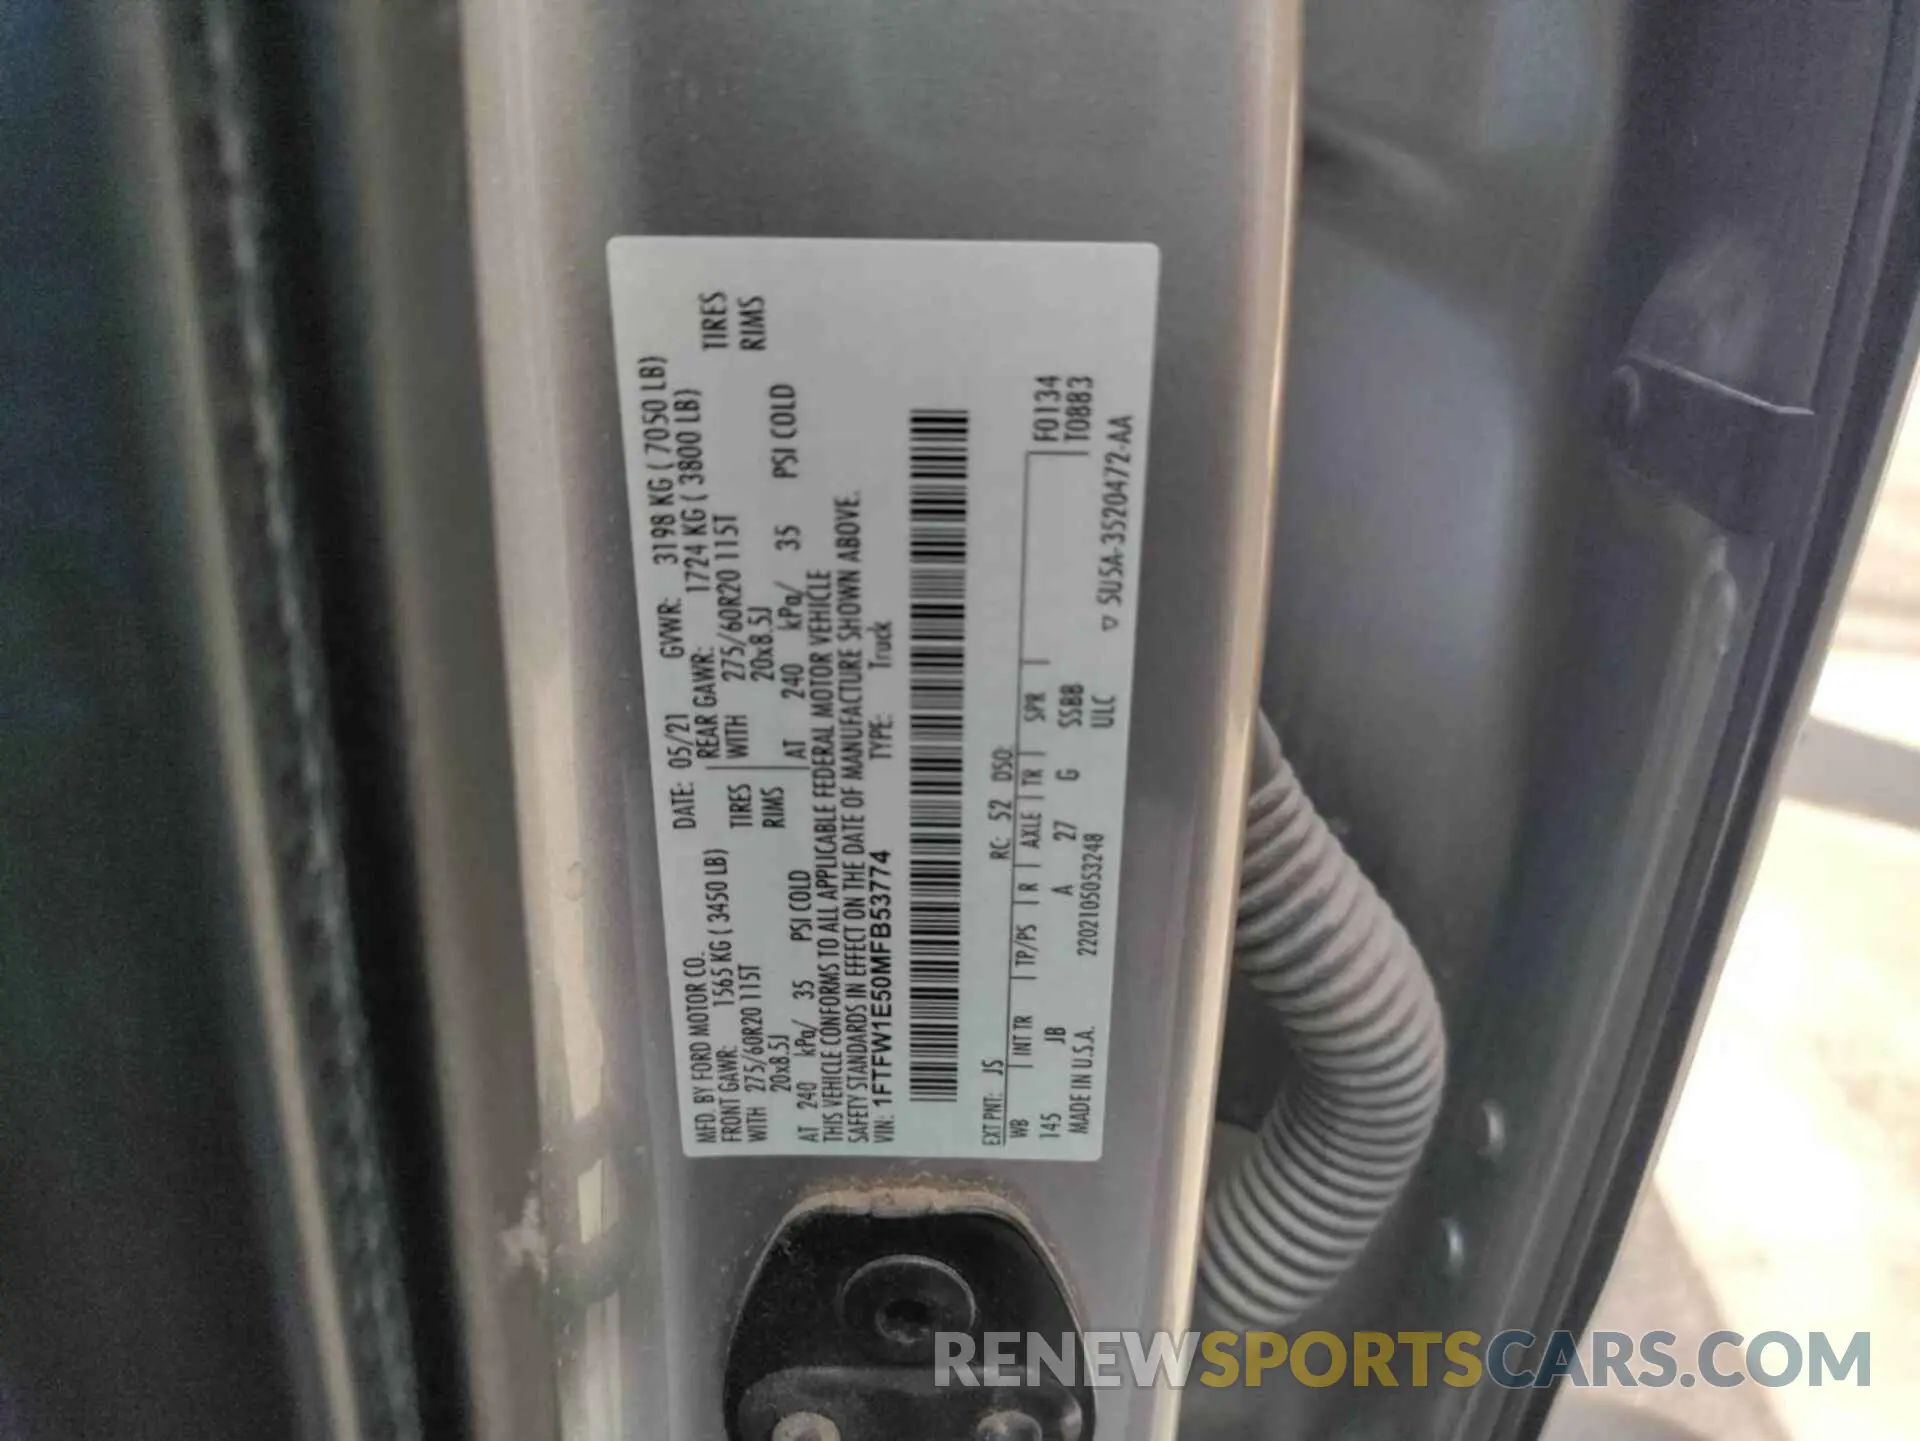 MFD. BY FORD MOTOR CO. DATE: 05/21 GVWR: 3198 KG ( 7050 LB)
FRONT GAWR: 1565 KG ( 3450 LB) REAR GAWR: 1724 KG ( 3800 LB)
WITH 275/60R20 115T TIRES WITH 275/60R20 115T TIRES
20x8.5J RIMS 20x8.5J RIMS
AT 240 kPa/ 35 PSI COLD AT 240 kPa/ 35 PSI COLD
THIS VEHICLE CONFORMS TO ALL APPLICABLE FEDERAL MOTOR VEHICLE
SAFETY STANDARDS IN EFFECT ON THE DATE OF MANUFACTURE SHOWN ABOVE.
VIN: 1FTFW1E50MFB53774 TYPE: Truck
EXT PNT: JS RC: 52 DSO:
WB INT TR TP/PS R AXLE TR SPR F0134
145 JB A 27 G SSBB T0883
MADE IN U.S.A. 2202105053248 ULC
▽ SU5A-3520472-AA
RENEWSPORTSCARS.COM